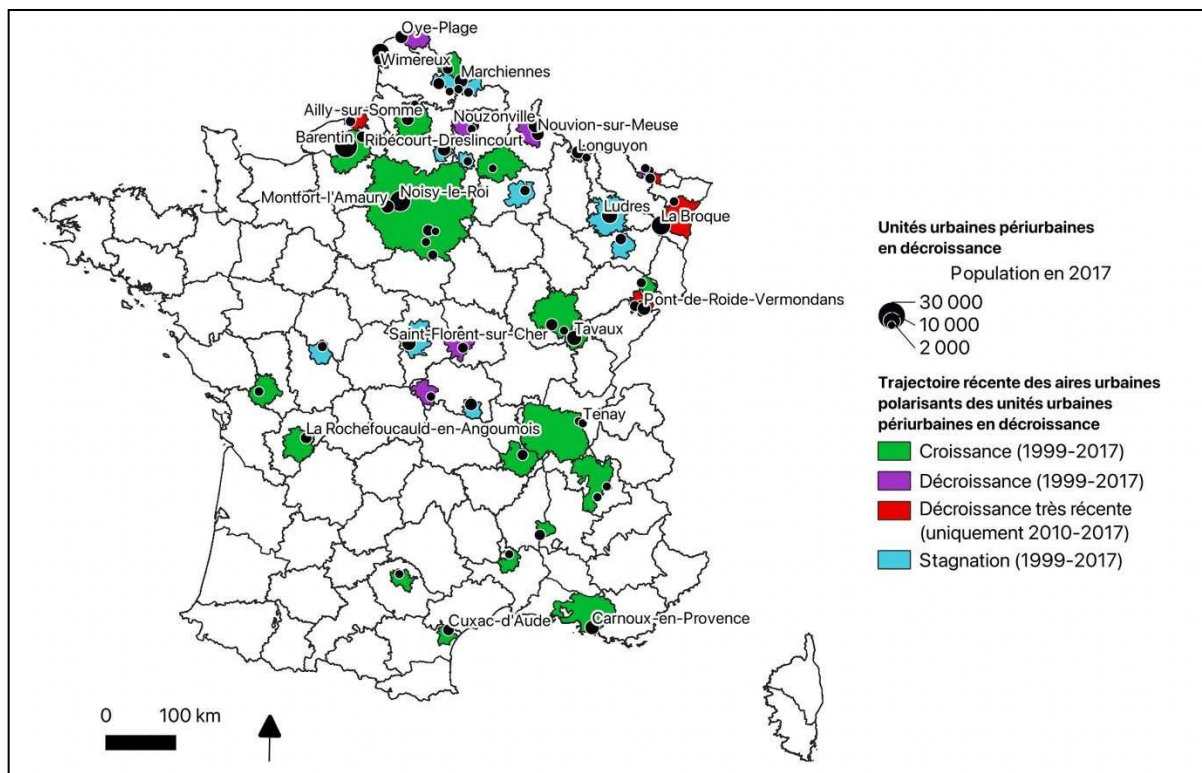 Oye-Plage
Wimereux
Marchiennes
Ailly-sur-Somme
Nouzonville
Nouvion-sur-Meuse
Barentin
Ribécourt-Dreslincourt
Longuyon
Montfort-l'Amaury
Noisy-le-Roi
Ludres
La Broque
Pont-de-Roide-Vermondans
Saint-Florent-sur-Cher
Tavaux
La Rochefoucauld-en-Angoumois
Tenay
Cuxac-d'Aude
Carnoux-en-Provence
0 100 km
Unités urbaines périurbaines
en décroissance
Population en 2017
30 000
10 000
2 000
Trajectoire récente des aires urbaines
polarisants des unités urbaines
périurbaines en décroissance
Croissance (1999-2017)
Décroissance (1999-2017)
Décroissance très récente
(uniquement 2010-2017)
Stagnation (1999-2017)